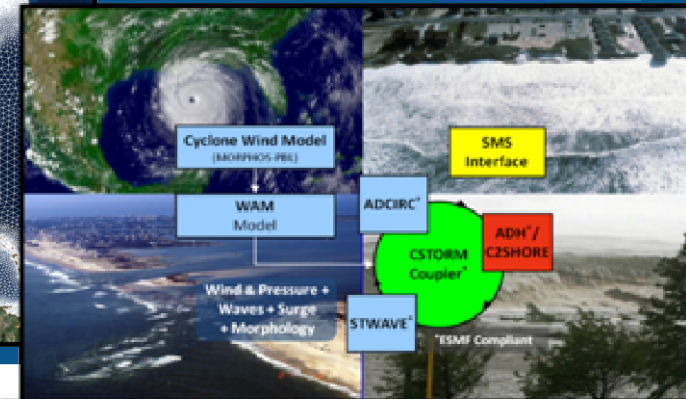 Cyclone Wind Model
(MORPHOS-PBL)
SMS
Interface
WAM
Model
ADCIRC*
ADH*/
C2SHORE
CSTORM
Coupler*
Wind & Pressure +
Waves + Surge
+ Morphology
STWAVE*
*ESMF Compliant